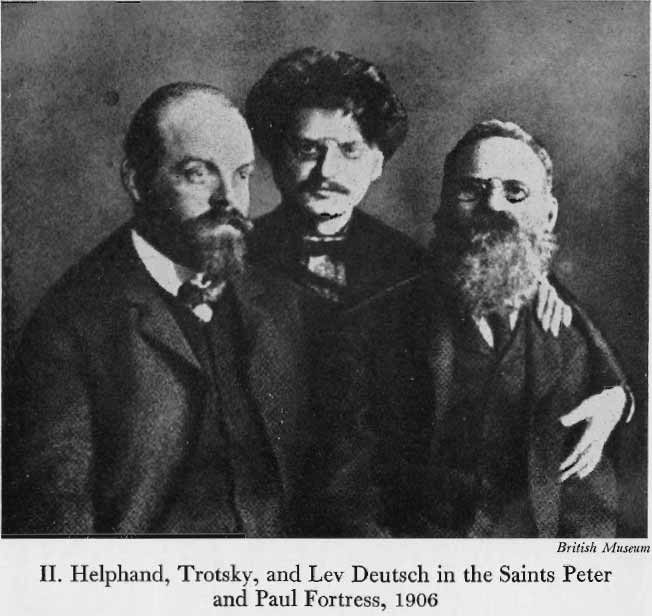 British Museum
II. Helphand, Trotsky, and Lev Deutsch in the Saints Peter
and Paul Fortress, 1906